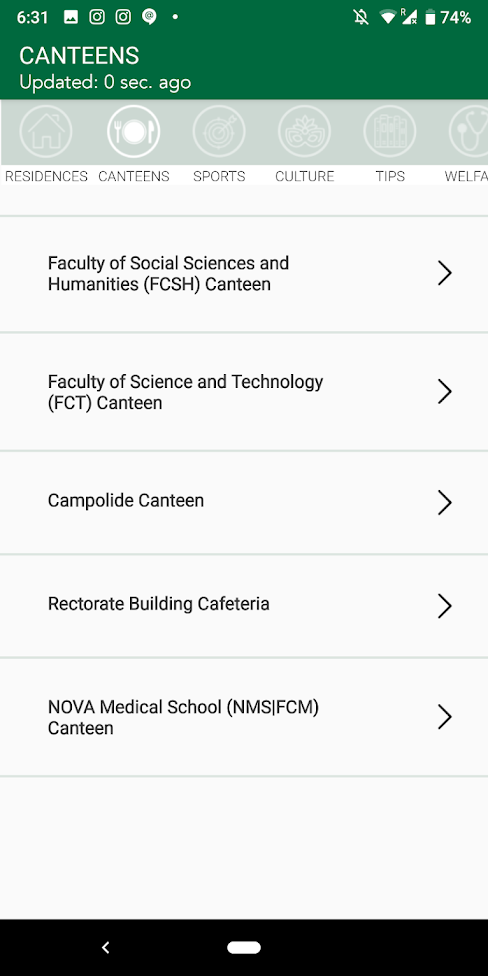 6:31
R
74%
CANTEENS
Updated: 0 sec. ago
RESIDENCES CANTEENS SPORTS CULTURE TIPS WELFA
Faculty of Social Sciences and
Humanities (FCSH) Canteen
Faculty of Science and Technology
(FCT) Canteen
Campolide Canteen
Rectorate Building Cafeteria
NOVA Medical School (NMS|FCM)
Canteen